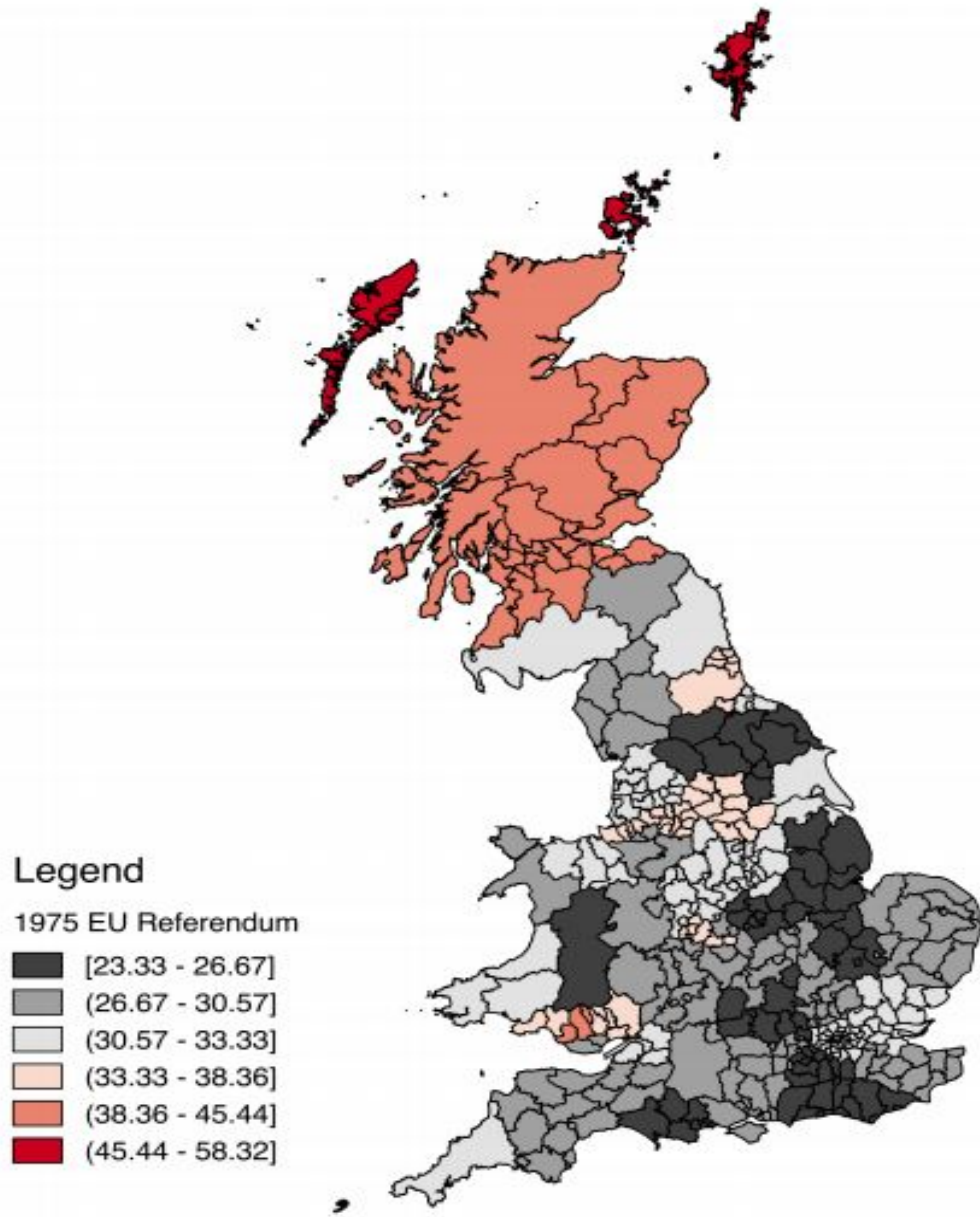 Legend
1975 EU Referendum
[23.33 - 26.67]
(26.67 - 30.57]
(30.57 - 33.33]
(33.33 - 38.36]
(38.36 - 45.44]
(45.44 - 58.32]